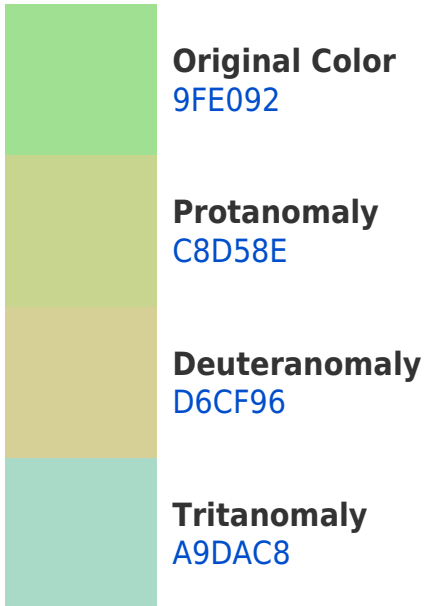 Original Color
9FE092
Protanomaly
C8D58E
Deuteranomaly
D6CF96
Tritanomaly
A9DAC8